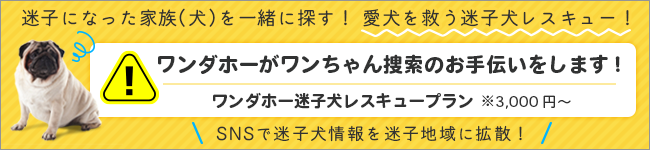 迷子になった家族(犬)を一緒に探す! 愛犬を救う迷子犬レスキュー!
ワンダホーがワンちゃん捜索のお手伝いをします!
ワンダホー迷子犬レスキュープラン ※3,000円〜
SNSで迷子犬情報を迷子地域に拡散!